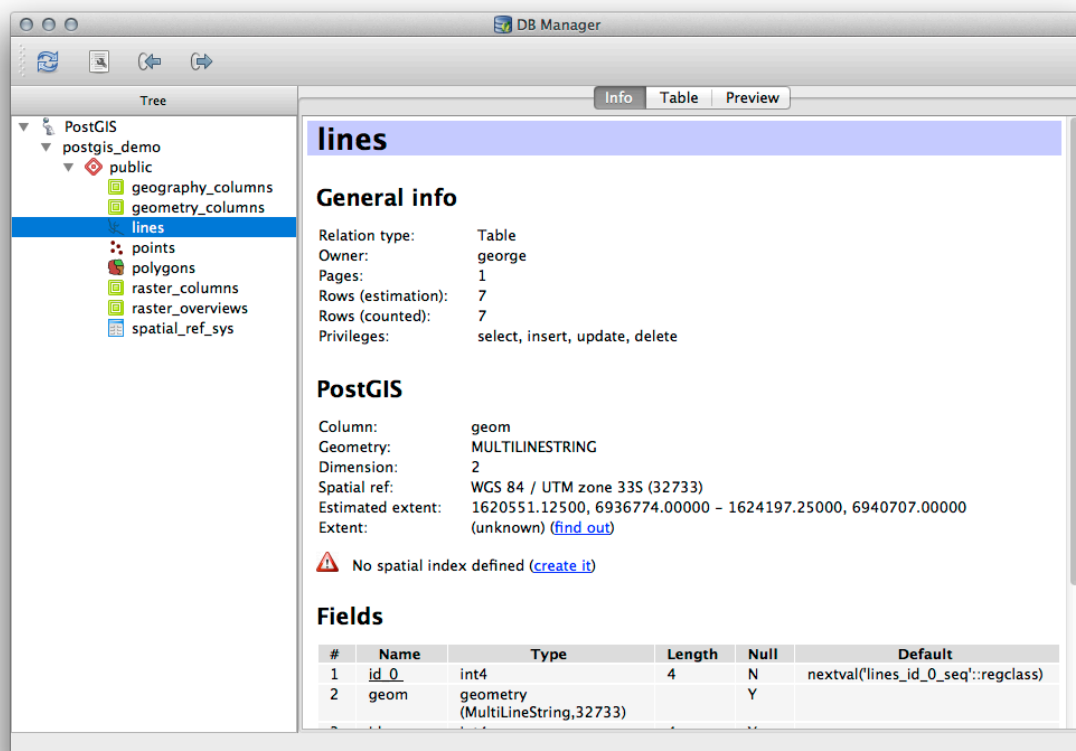 DB Manager
Tree
Info Table Preview
PostGIS
postgis_demo
public
geography_columns
geometry_columns
lines
points
polygons
raster_columns
raster_overviews
spatial_ref_sys
lines
General info
Relation type: Table
Owner: george
Pages: 1
Rows (estimation): 7
Rows (counted): 7
Privileges: select, insert, update, delete
PostGIS
Column: geom
Geometry: MULTILINESTRING
Dimension: 2
Spatial ref: WGS 84 / UTM zone 33S (32733)
Estimated extent: 1620551.12500, 6936774.00000 - 1624197.25000, 6940707.00000
Extent: (unknown) (find out)
No spatial index defined (create it)
Fields
# Name Type Length Null Default
1 id_0 int4 4 N nextval('lines_id_0_seq'::regclass)
2 geom geometry Y
(MultiLineString,32733)